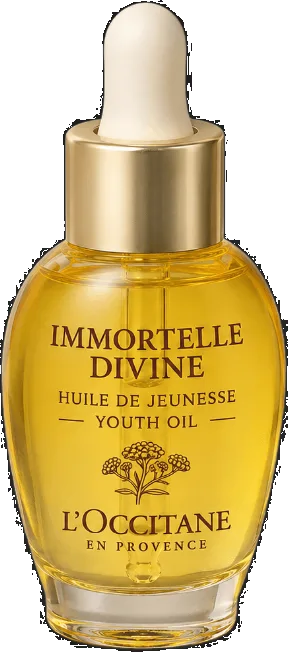 IMMORTELLE
DIVINE
HUILE DE JEUNESSE
YOUTH OIL
L'OCCITANE
EN PROVENCE